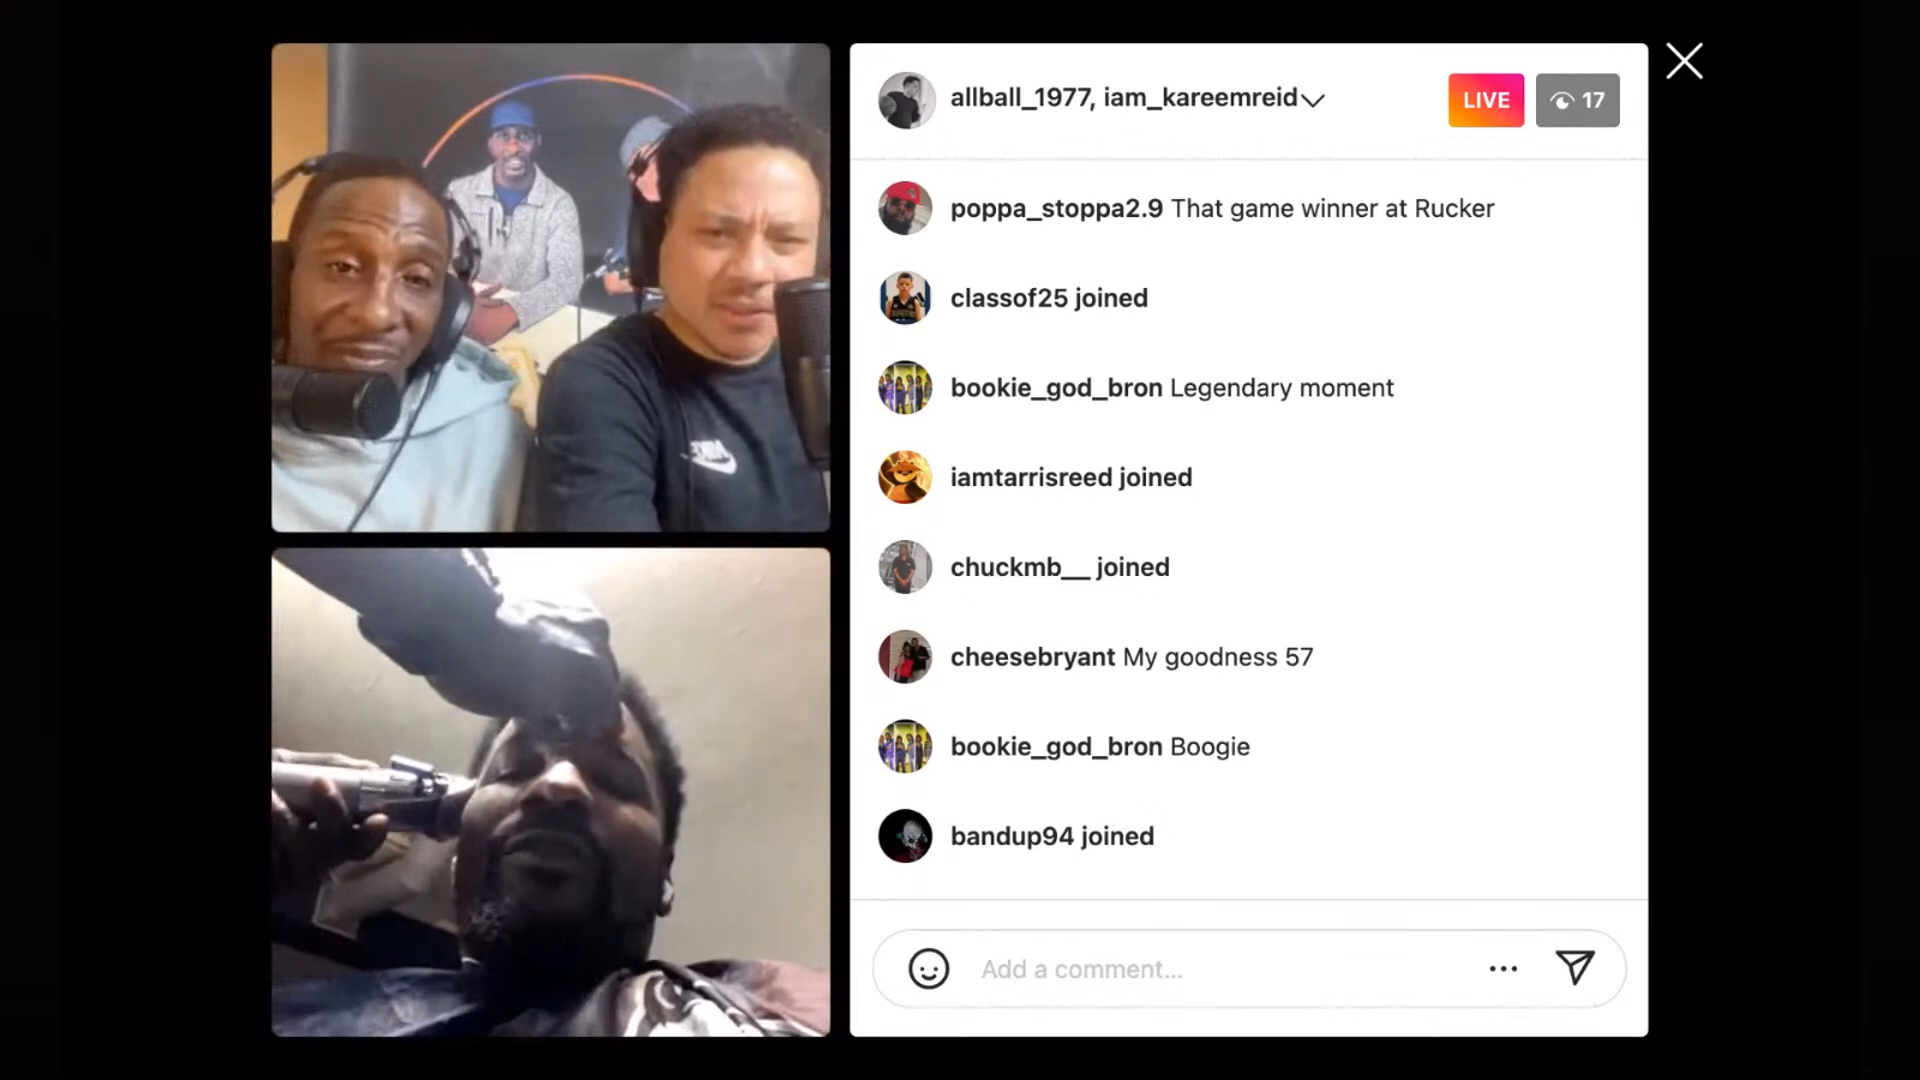 allball_1977, iam_kareemreid
LIVE
17
poppa_stoppa2.9 That game winner at Rucker
classof25 joined
bookie_god_bron Legendary moment
iamtarrisreed joined
chuckmb__ joined
cheesebryant My goodness 57
bookie_god_bron Boogie
bandup94 joined
Add a comment...